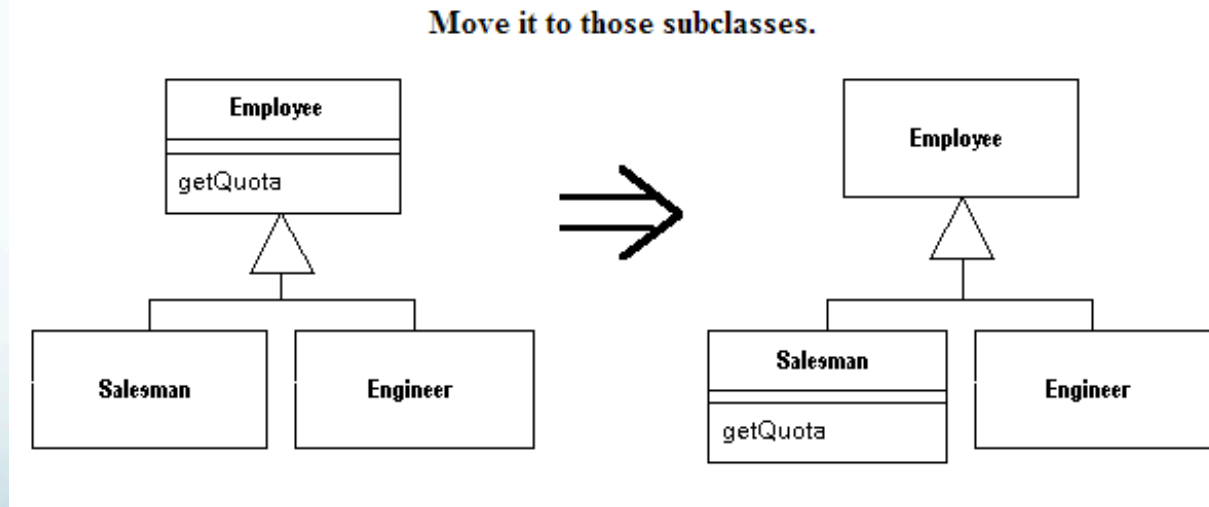 Move it to those subclasses.
Employee
getQuota
Salesman
Engineer
Employee
Salesman
getQuota
Engineer